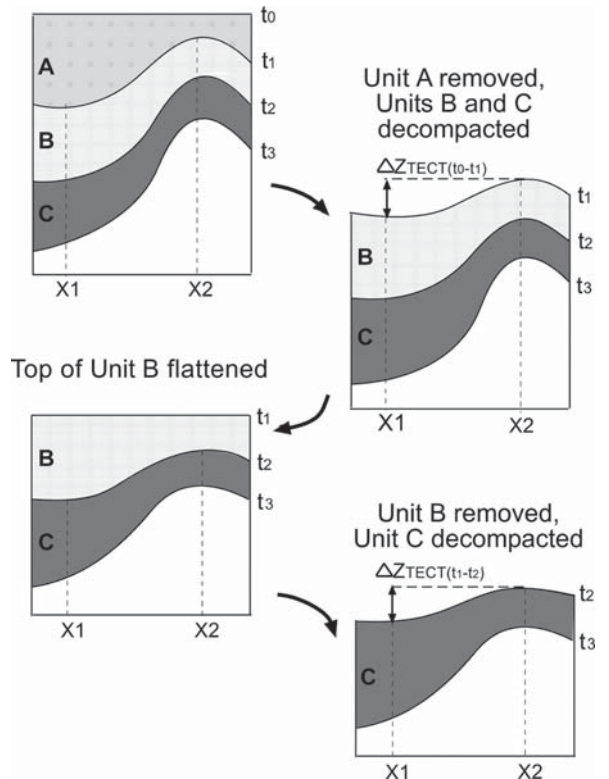 t0
t1
A
t2
B
t3
C
X1 X2
Unit A removed,
Units B and C
decompacted
ΔZTECT(t0-t1)
t1
t2
B
t3
C
X1 X2
Top of Unit B flattened
t1
B
t2
t3
C
X1 X2
Unit B removed,
Unit C decompacted
ΔZTECT(t1-t2)
t2
t3
C
X1 X2